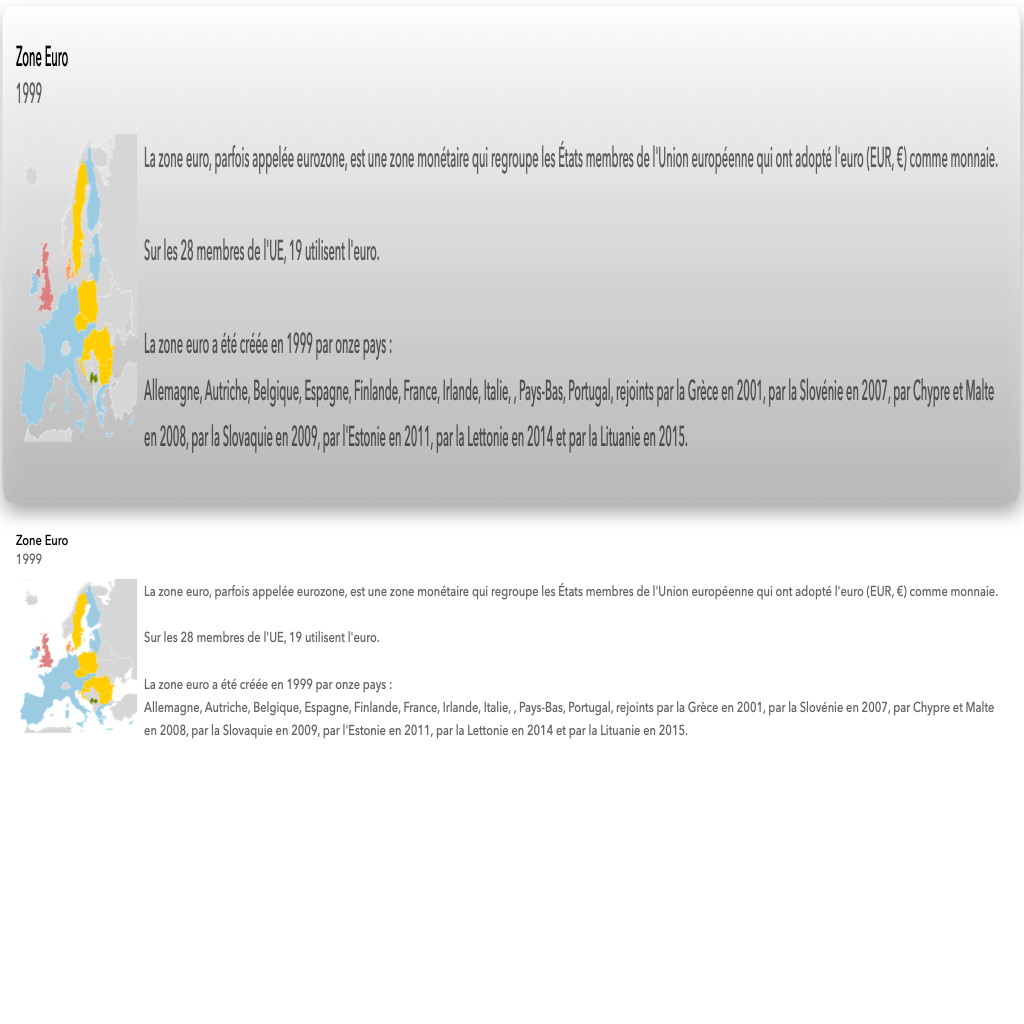 Zone Euro
1999
La zone euro, parfois appelée eurozone, est une zone monétaire qui regroupe les États membres de l'Union européenne qui ont adopté l'euro (EUR, €) comme monnaie.
Sur les 28 membres de l'UE, 19 utilisent l'euro.
La zone euro a été créée en 1999 par onze pays :
Allemagne, Autriche, Belgique, Espagne, Finlande, France, Irlande, Italie, , Pays-Bas, Portugal, rejoints par la Grèce en 2001, par la Slovénie en 2007, par Chypre et Malte
en 2008, par la Slovaquie en 2009, par l'Estonie en 2011, par la Lettonie en 2014 et par la Lituanie en 2015.
Zone Euro
1999
La zone euro, parfois appelée eurozone, est une zone monétaire qui regroupe les États membres de l'Union européenne qui ont adopté l'euro (EUR, €) comme monnaie.
Sur les 28 membres de l'UE, 19 utilisent l'euro.
La zone euro a été créée en 1999 par onze pays :
Allemagne, Autriche, Belgique, Espagne, Finlande, France, Irlande, Italie, , Pays-Bas, Portugal, rejoints par la Grèce en 2001, par la Slovénie en 2007, par Chypre et Malte
en 2008, par la Slovaquie en 2009, par l'Estonie en 2011, par la Lettonie en 2014 et par la Lituanie en 2015.